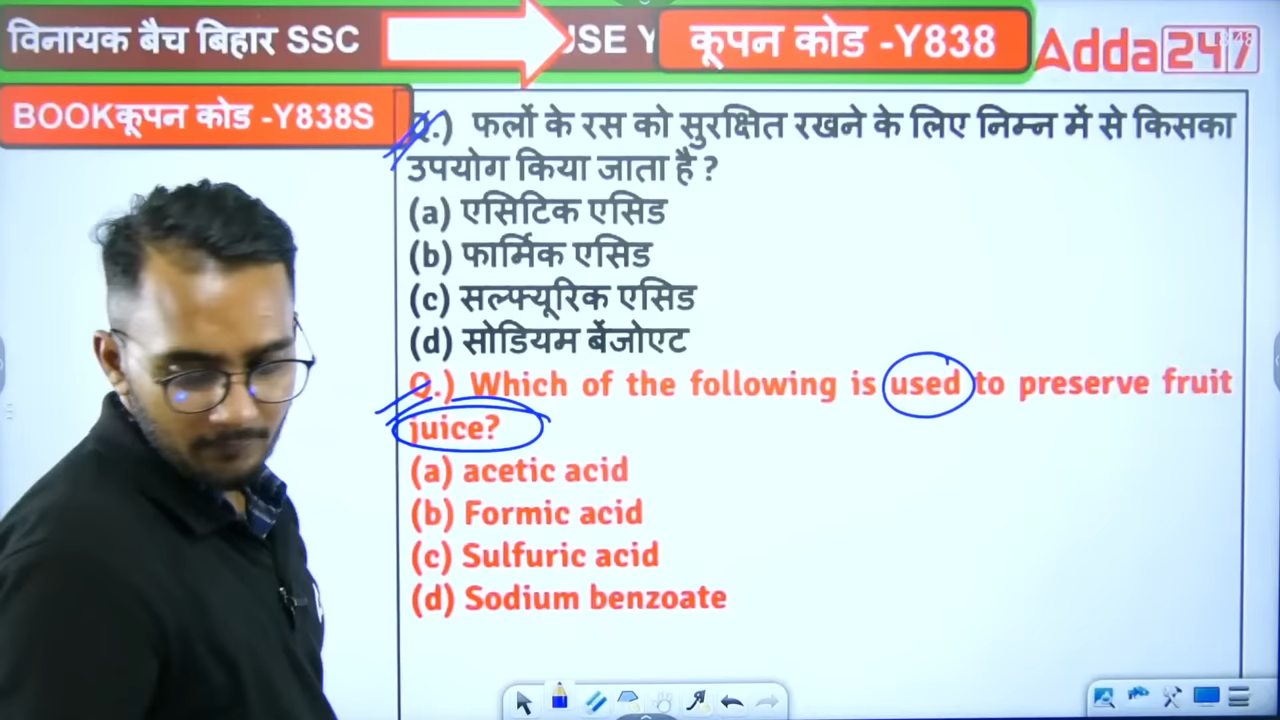 विनायक बैच बिहार SSC
USE Y
कूपन कोड -Y838
Adda247
BOOKकूपन कोड -Y838S
Q.) फलों के रस को सुरक्षित रखने के लिए निम्न में से किसका
उपयोग किया जाता है ?
(a) एसिटिक एसिड
(b) फार्मिक एसिड
(c) सल्फ्यूरिक एसिड
(d) सोडियम बेंजोएट
Q.) Which of the following is used to preserve fruit
juice?
(a) acetic acid
(b) Formic acid
(c) Sulfuric acid
(d) Sodium benzoate